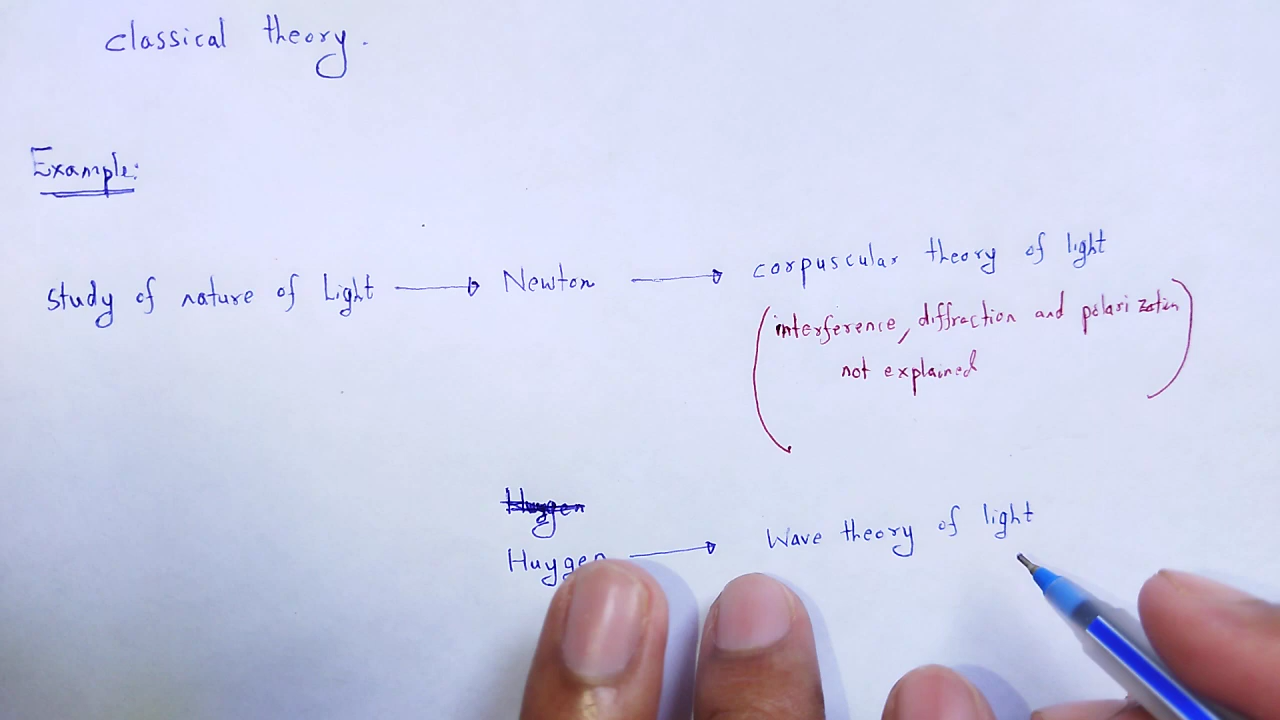 classical theory.
Example:
study of nature of Light → Newton → corpuscular theory of light
(interference, diffraction and polarization
not explained)
Huygen
Huygen → Wave theory of light